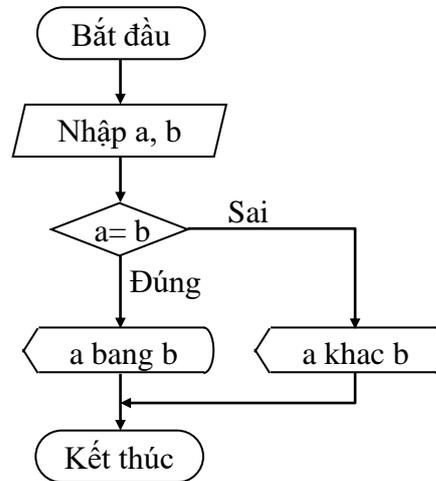 Bắt đầu
Nhập a, b
a= b
Sai
Đúng
a bang b
a khac b
Kết thúc